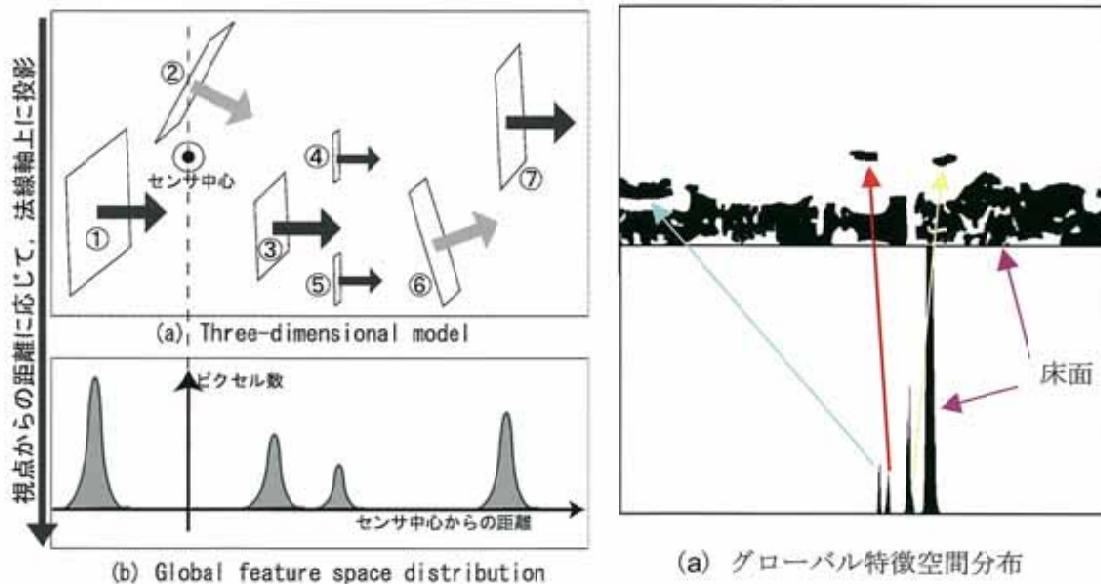 視点からの距離に応じて，法線軸上に投影
②
④
センサ中心
⑦
①
③
⑤
⑥
(a) Three-dimensional model
ピクセル数
センサ中心からの距離
(b) Global feature space distribution
床面
(a) グローバル特徴空間分布